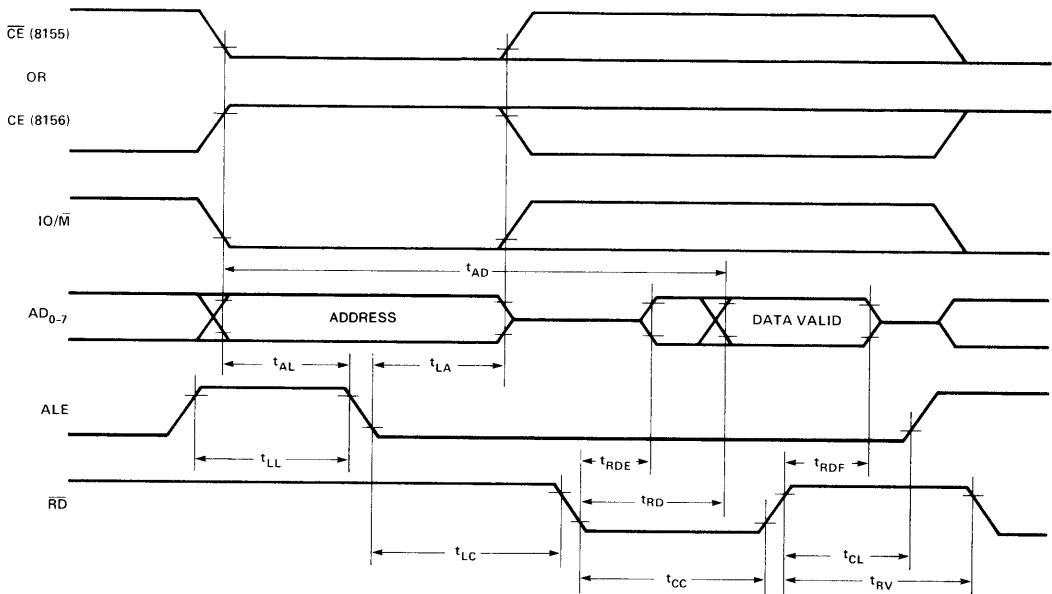 CE (8155)
OR
CE (8156)
IO/M
tAD
AD0-7
ADDRESS
DATA VALID
tAL
tLA
ALE
tLL
tRDE
tRDF
RD
tRD
tLC
tCL
tCC
tRV